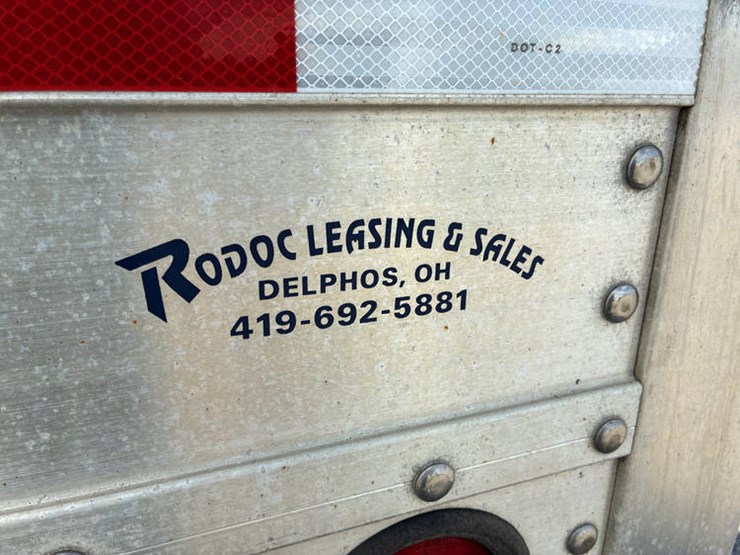 DOT-C2
RODOC LEASING & SALES
DELPHOS, OH
419-692-5881